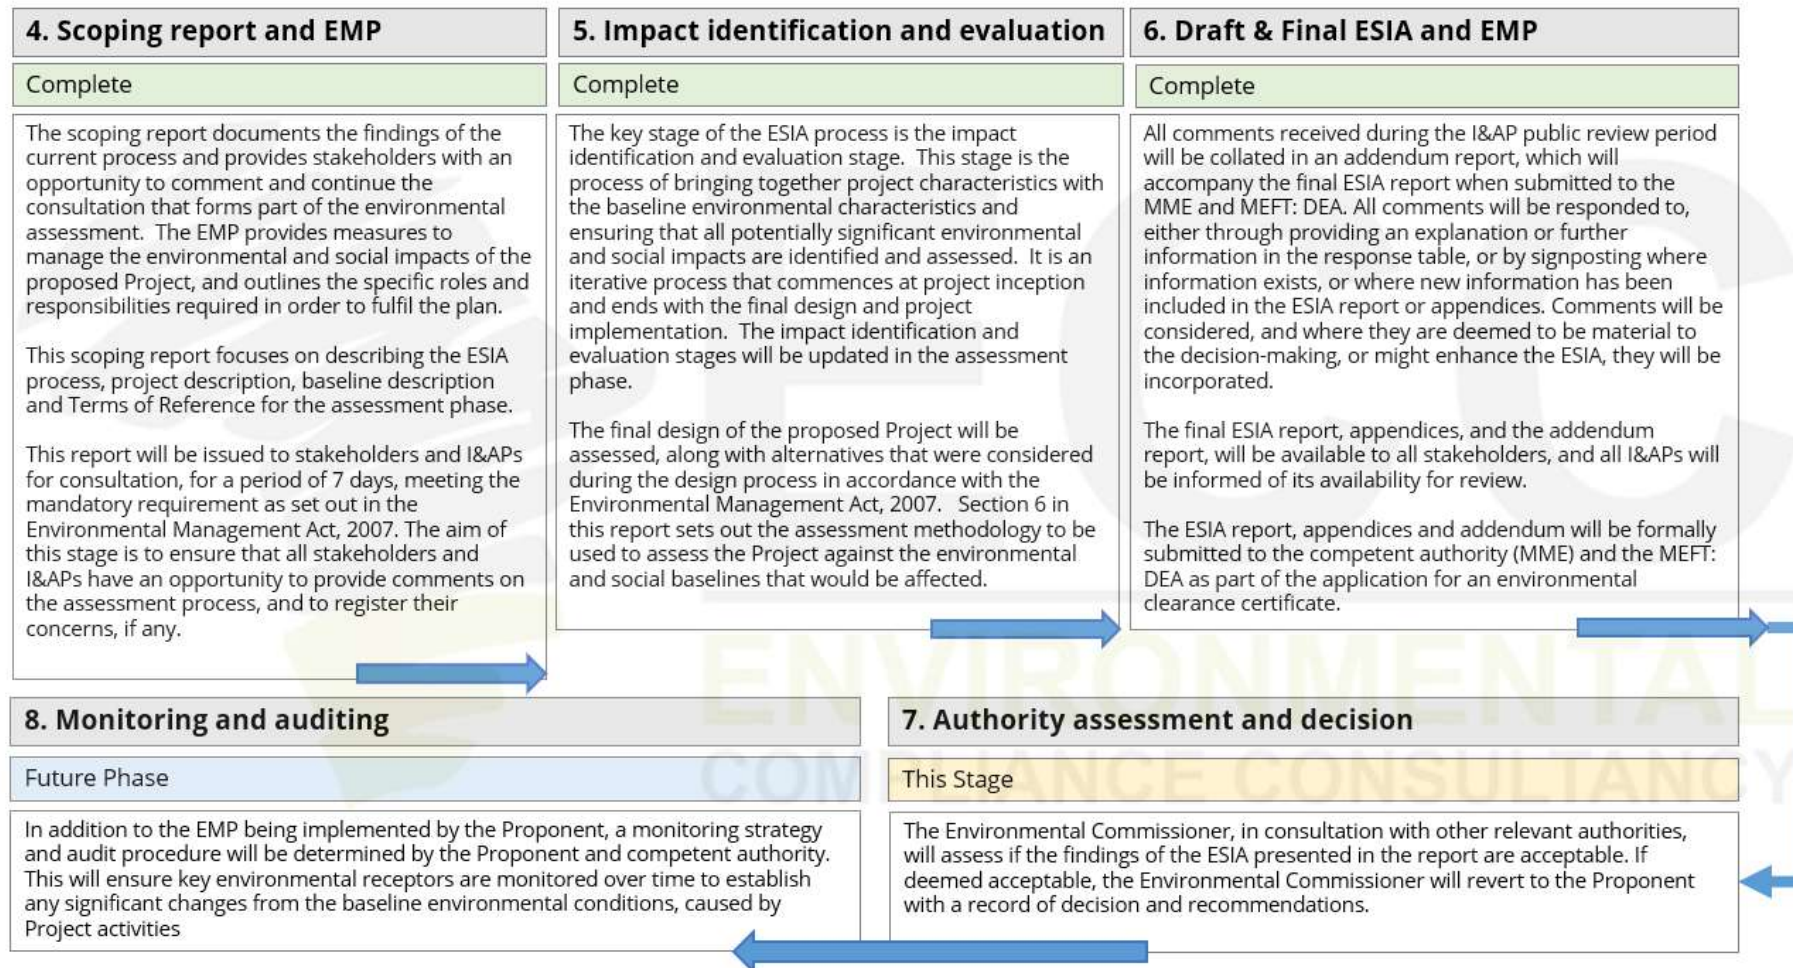 4. Scoping report and EMP
Complete
The scoping report documents the findings of the
current process and provides stakeholders with an
opportunity to comment and continue the
consultation that forms part of the environmental
assessment.  The EMP provides measures to
manage the environmental and social impacts of the
proposed Project, and outlines the specific roles and
responsibilities required in order to fulfil the plan.
This scoping report focuses on describing the ESIA
process, project description, baseline description
and Terms of Reference for the assessment phase.
This report will be issued to stakeholders and I&APs
for consultation, for a period of 7 days, meeting the
mandatory requirement as set out in the
Environmental Management Act, 2007. The aim of
this stage is to ensure that all stakeholders and
I&APs have an opportunity to provide comments on
the assessment process, and to register their
concerns, if any.
5. Impact identification and evaluation
Complete
The key stage of the ESIA process is the impact
identification and evaluation stage.  This stage is the
process of bringing together project characteristics with
the baseline environmental characteristics and
ensuring that all potentially significant environmental
and social impacts are identified and assessed.  It is an
iterative process that commences at project inception
and ends with the final design and project
implementation.  The impact identification and
evaluation stages will be updated in the assessment
phase.
The final design of the proposed Project will be
assessed, along with alternatives that were considered
during the design process in accordance with the
Environmental Management Act, 2007.   Section 6 in
this report sets out the assessment methodology to be
used to assess the Project against the environmental
and social baselines that would be affected.
6. Draft & Final ESIA and EMP
Complete
All comments received during the I&AP public review period
will be collated in an addendum report, which will
accompany the final ESIA report when submitted to the
MME and MEFT: DEA. All comments will be responded to,
either through providing an explanation or further
information in the response table, or by signposting where
information exists, or where new information has been
included in the ESIA report or appendices. Comments will be
considered, and where they are deemed to be material to
the decision-making, or might enhance the ESIA, they will be
incorporated.
The final ESIA report, appendices, and the addendum
report, will be available to all stakeholders, and all I&APs will
be informed of its availability for review.
The ESIA report, appendices and addendum will be formally
submitted to the competent authority (MME) and the MEFT:
DEA as part of the application for an environmental
clearance certificate.
8. Monitoring and auditing
Future Phase
In addition to the EMP being implemented by the Proponent, a monitoring strategy
and audit procedure will be determined by the Proponent and competent authority.
This will ensure key environmental receptors are monitored over time to establish
any significant changes from the baseline environmental conditions, caused by
Project activities
7. Authority assessment and decision
This Stage
The Environmental Commissioner, in consultation with other relevant authorities,
will assess if the findings of the ESIA presented in the report are acceptable. If
deemed acceptable, the Environmental Commissioner will revert to the Proponent
with a record of decision and recommendations.
ECC
ENVIRONMENTAL
COMPLIANCE CONSULTANCY